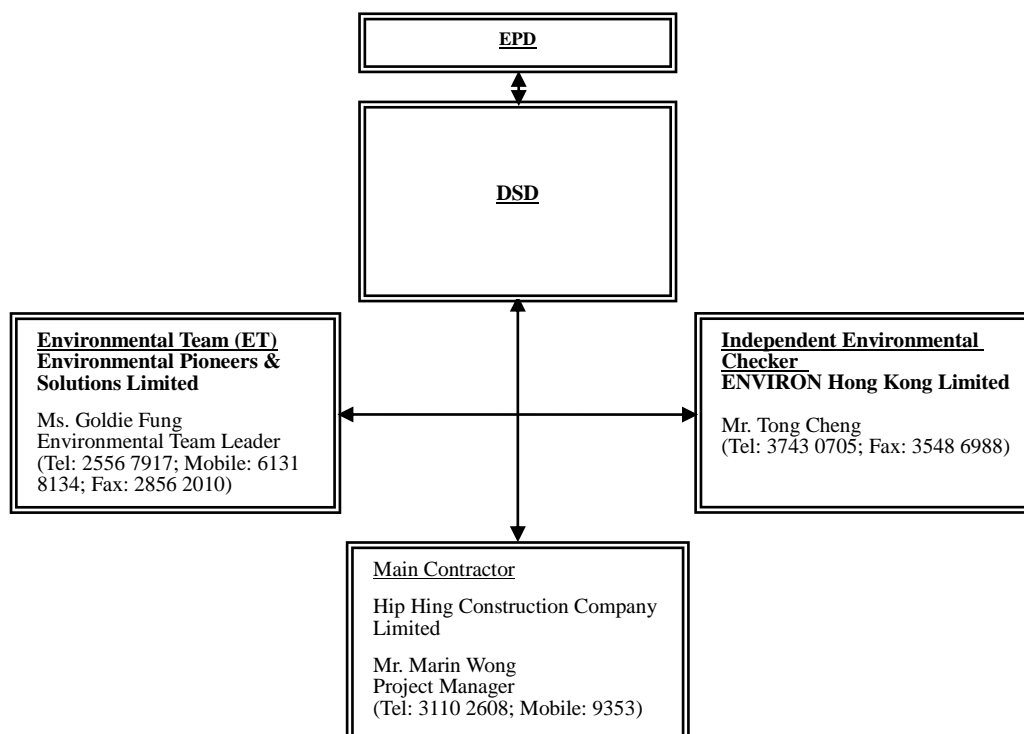 EPD
DSD
Environmental Team (ET)
Environmental Pioneers &
Solutions Limited
Ms. Goldie Fung
Environmental Team Leader
(Tel: 2556 7917; Mobile: 6131
8134; Fax: 2856 2010)
Independent Environmental
Checker
ENVIRON Hong Kong Limited
Mr. Tong Cheng
(Tel: 3743 0705; Fax: 3548 6988)
Main Contractor
Hip Hing Construction Company
Limited
Mr. Marin Wong
Project Manager
(Tel: 3110 2608; Mobile: 9353)